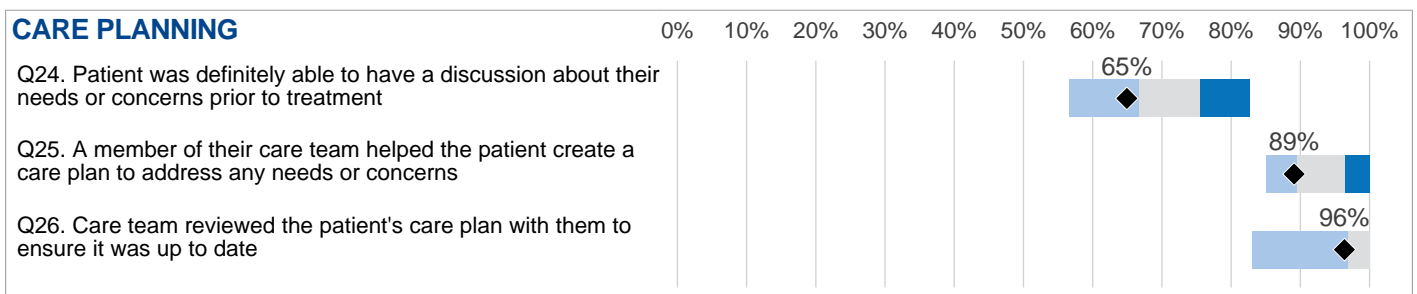 CARE PLANNING
0% 10% 20% 30% 40% 50% 60% 70% 80% 90% 100%
Q24. Patient was definitely able to have a discussion about their
needs or concerns prior to treatment
65%
Q25. A member of their care team helped the patient create a
care plan to address any needs or concerns
89%
Q26. Care team reviewed the patient's care plan with them to
ensure it was up to date
96%